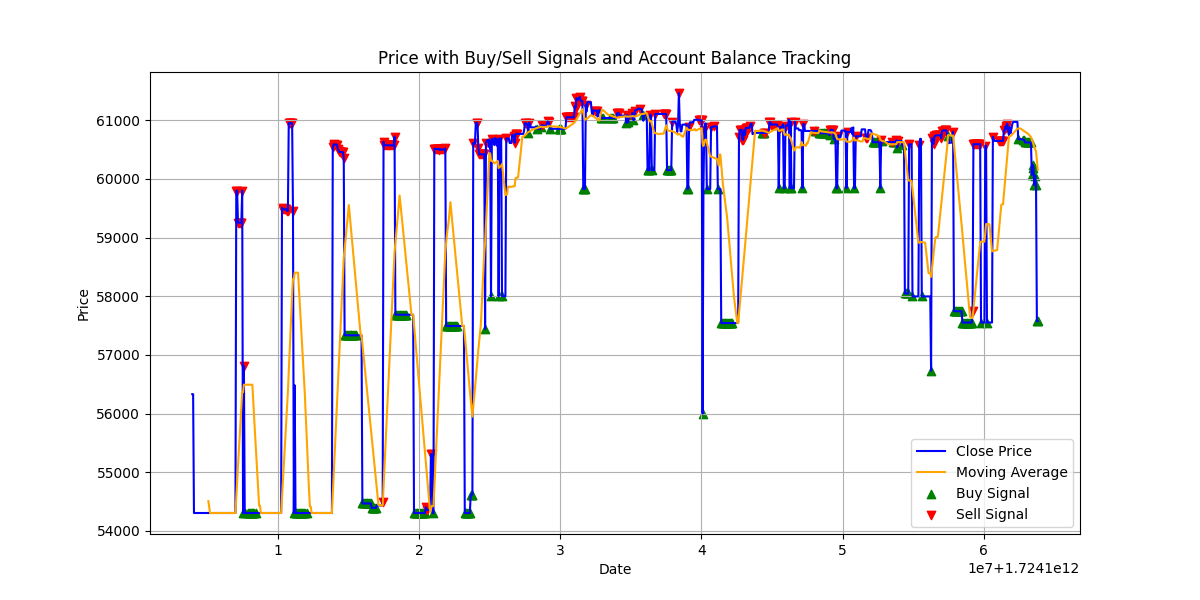 Price with Buy/Sell Signals and Account Balance Tracking
61000
60000
59000
58000
57000
56000
55000
54000
Price
1 2 3 4 5 6
Date
1e7+1.7241e12
Close Price
Moving Average
Buy Signal
Sell Signal